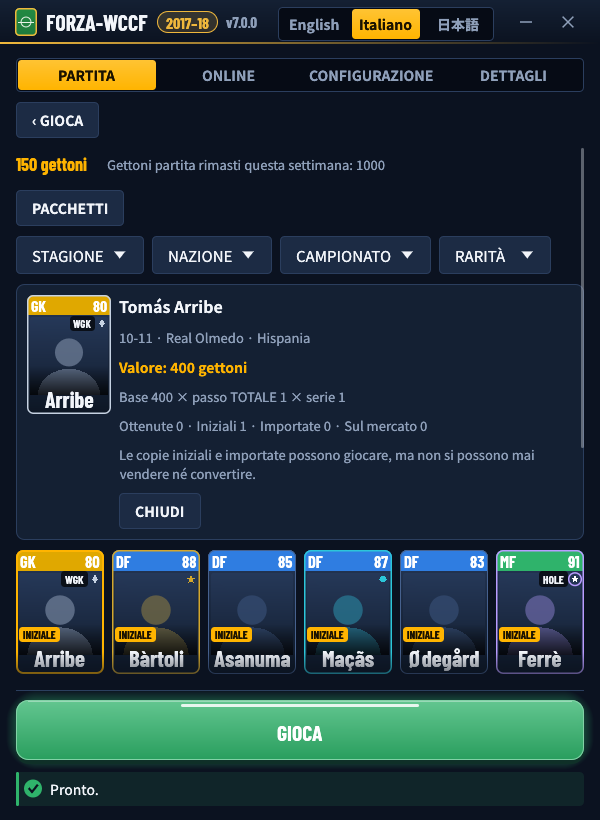 FORZA-WCCF 2017-18 v7.0.0 English Italiano 日本語
PARTITA ONLINE CONFIGURAZIONE DETTAGLI
‹ GIOCA
150 gettoni Gettoni partita rimasti questa settimana: 1000
PACCHETTI
STAGIONE ▼ NAZIONE ▼ CAMPIONATO ▼ RARITÀ ▼
GK 80
WGK
Arribe
Tomás Arribe
10-11 · Real Olmedo · Hispania
Valore: 400 gettoni
Base 400 × passo TOTALE 1 × serie 1
Ottenute 0 · Iniziali 1 · Importate 0 · Sul mercato 0
Le copie iniziali e importate possono giocare, ma non si possono mai
vendere né convertire.
CHIUDI
GK 80 DF 88 DF 85 DF 87 DF 83 MF 91
WGK HOLE
INIZIALE INIZIALE INIZIALE INIZIALE INIZIALE INIZIALE
Arribe Bàrtoli Asanuma Maçãs Ødegård Ferrè
GIOCA
Pronto.